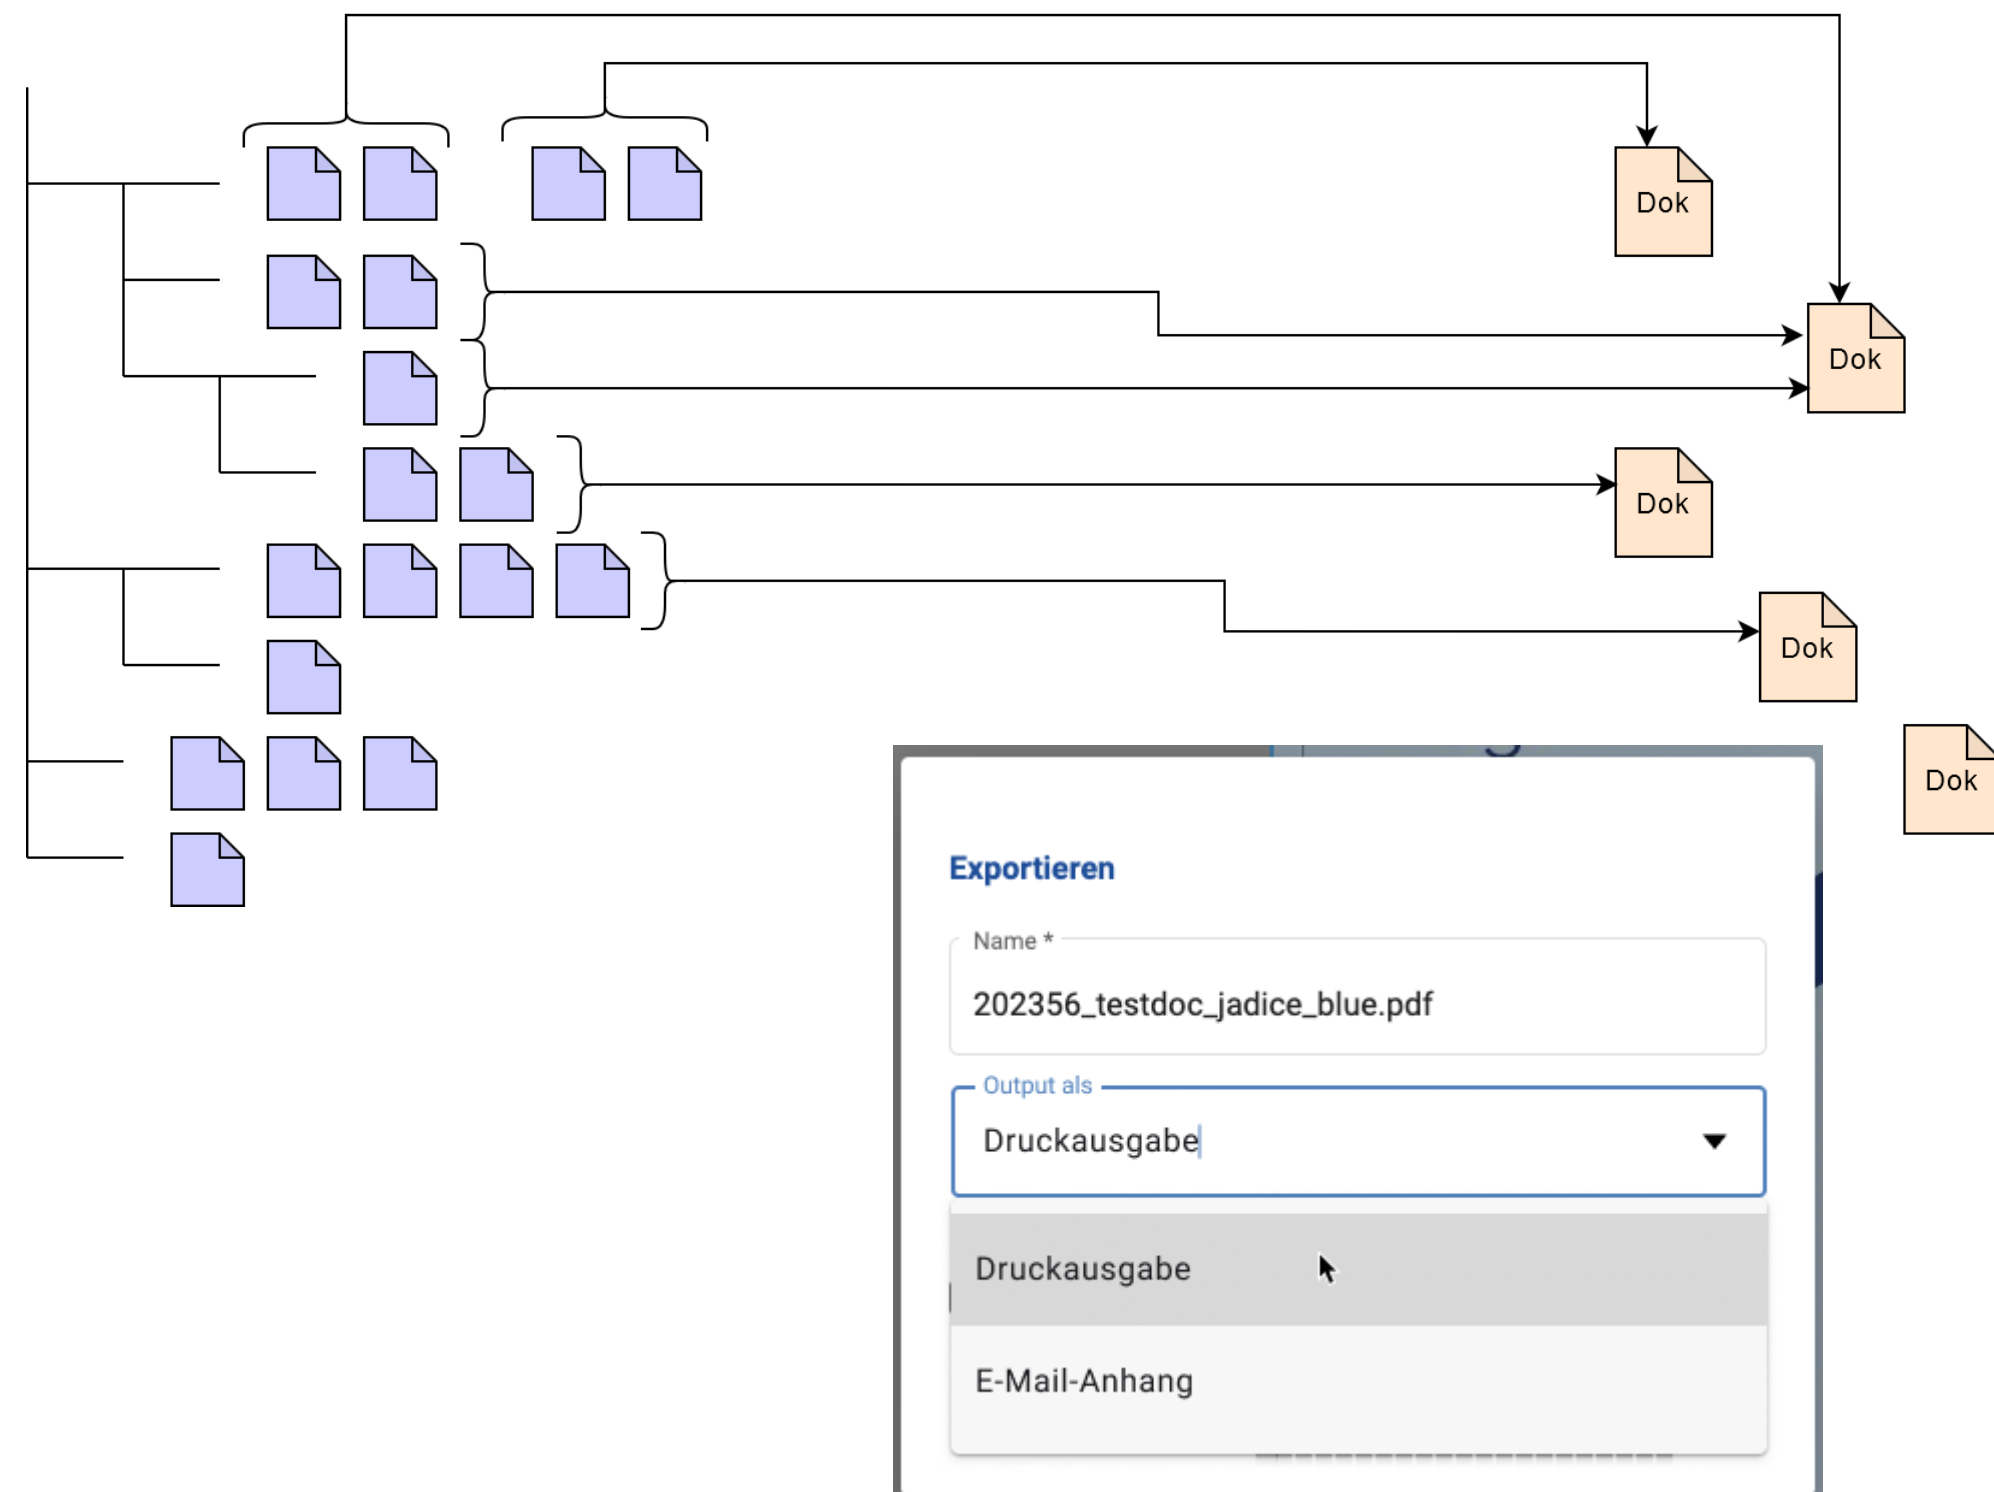 Dok
Dok
Dok
Dok
Dok
Exportieren
Name *
202356_testdoc_jadice_blue.pdf
Output als
Druckausgabe
Druckausgabe
E-Mail-Anhang